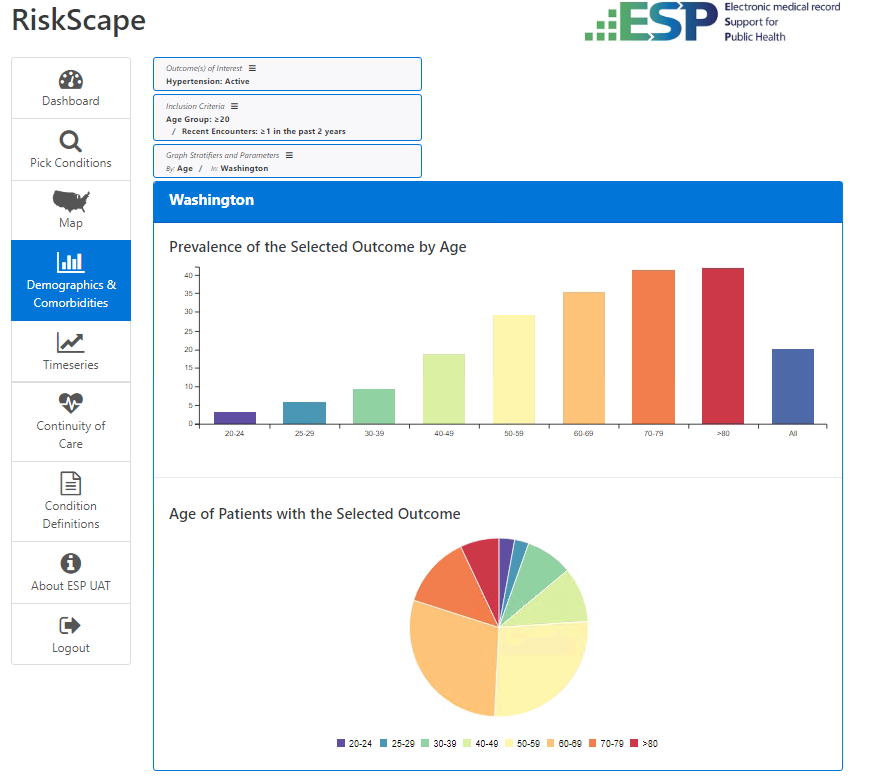 RiskScape
ESP
Electronic medical record
Support for
Public Health
Dashboard
Pick Conditions
Map
Demographics &
Comorbidities
Timeseries
Continuity of
Care
Condition
Definitions
About ESP UAT
Logout
Outcome(s) of Interest
Hypertension: Active
Inclusion Criteria
Age Group: ≥20
/ Recent Encounters: ≥1 in the past 2 years
Graph Stratifiers and Parameters
By: Age / In: Washington
Washington
Prevalence of the Selected Outcome by Age
40
35
30
25
20
15
10
5
0
20-24 25-29 30-39 40-49 50-59 60-69 70-79 >80 All
Age of Patients with the Selected Outcome
20-24 25-29 30-39 40-49 50-59 60-69 70-79 >80